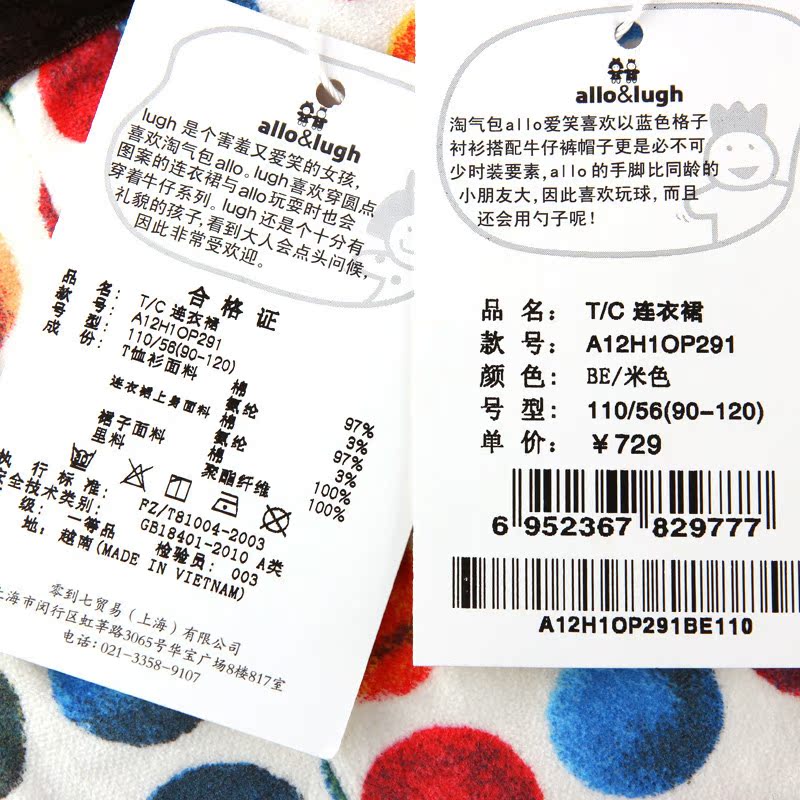 allo&lugh
lugh 是个害羞又爱笑的女孩,
喜欢淘气包allo。lugh喜欢穿圆点
图案的连衣裙与allo玩耍时也会
穿着牛仔系列。lugh还是个十分有
礼貌的孩子,看到大人会点头问候,
因此非常受欢迎。
合格证
品 名: T/C 连衣裙
款 号: A12H1OP291
号 型: 110/56(90-120)
成 份: T恤衫面料
棉 97%
氨纶 3%
连衣裙上身面料
棉 97%
氨纶 3%
裙子面料 棉 100%
里料 聚酯纤维 100%
执行标准: FZ/T81004-2003
安全技术类别: GB18401-2010 A类
级: 一等品 检验员: 003
地: 越南(MADE IN VIETNAM)
零到七贸易（上海）有限公司
上海市闵行区虹莘路3065号华宝广场8楼817室
电话:021-3358-9107
allo&lugh
淘气包allo爱笑喜欢以蓝色格子
衬衫搭配牛仔裤帽子更是必不可
少时装要素,allo的手脚比同龄的
小朋友大,因此喜欢玩球,而且
还会用勺子呢!
品 名: T/C 连衣裙
款 号: A12H1OP291
颜 色: BE/米色
号 型: 110/56(90-120)
单 价: ￥729
6 952367 829777
A12H1OP291BE110